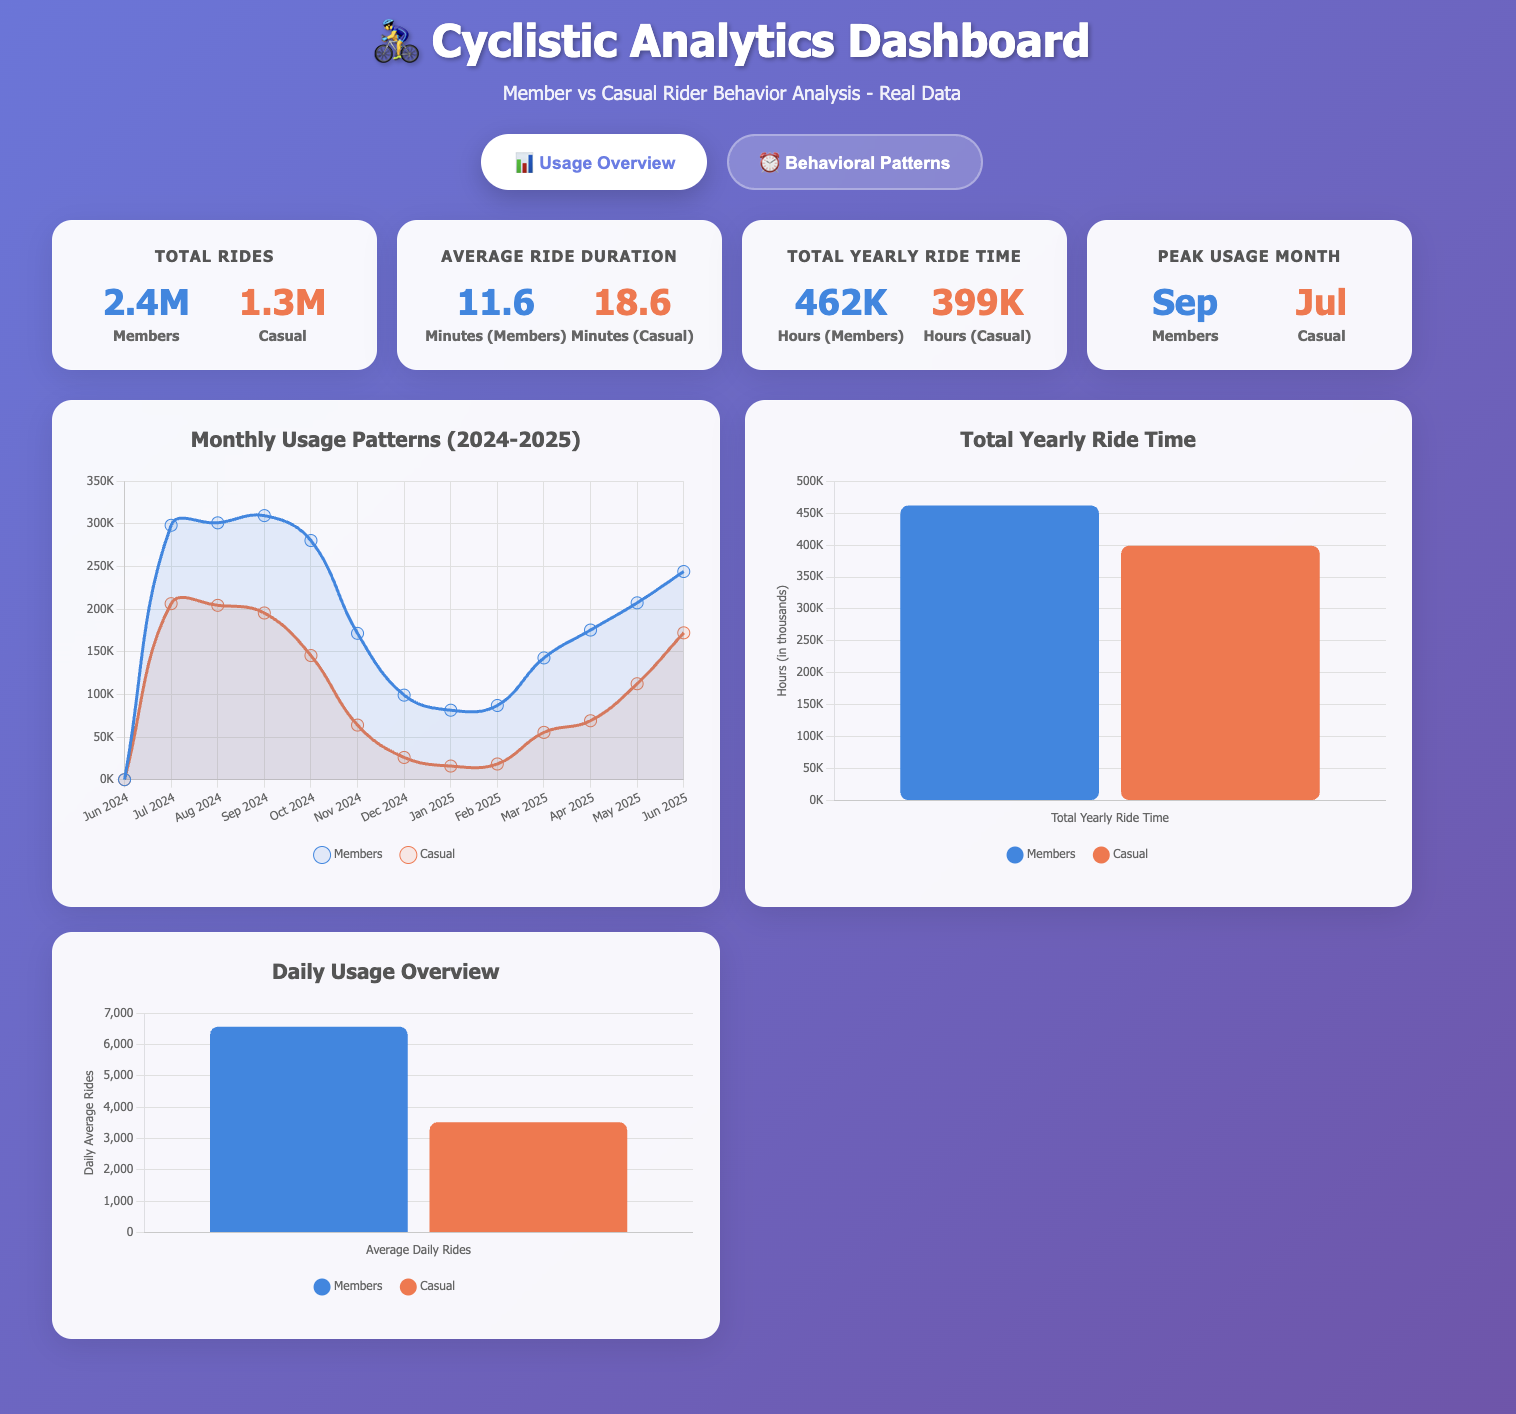 Cyclistic Analytics Dashboard
Member vs Casual Rider Behavior Analysis - Real Data
Usage Overview
Behavioral Patterns
TOTAL RIDES
2.4M
Members
1.3M
Casual
AVERAGE RIDE DURATION
11.6
Minutes (Members)
18.6
Minutes (Casual)
TOTAL YEARLY RIDE TIME
462K
Hours (Members)
399K
Hours (Casual)
PEAK USAGE MONTH
Sep
Members
Jul
Casual
Monthly Usage Patterns (2024-2025)
350K
300K
250K
200K
150K
100K
50K
0K
Jun 2024
Jul 2024
Aug 2024
Sep 2024
Oct 2024
Nov 2024
Dec 2024
Jan 2025
Feb 2025
Mar 2025
Apr 2025
May 2025
Jun 2025
Members
Casual
Total Yearly Ride Time
Hours (in thousands)
500K
450K
400K
350K
300K
250K
200K
150K
100K
50K
0K
Total Yearly Ride Time
Members
Casual
Daily Usage Overview
Daily Average Rides
7,000
6,000
5,000
4,000
3,000
2,000
1,000
0
Average Daily Rides
Members
Casual